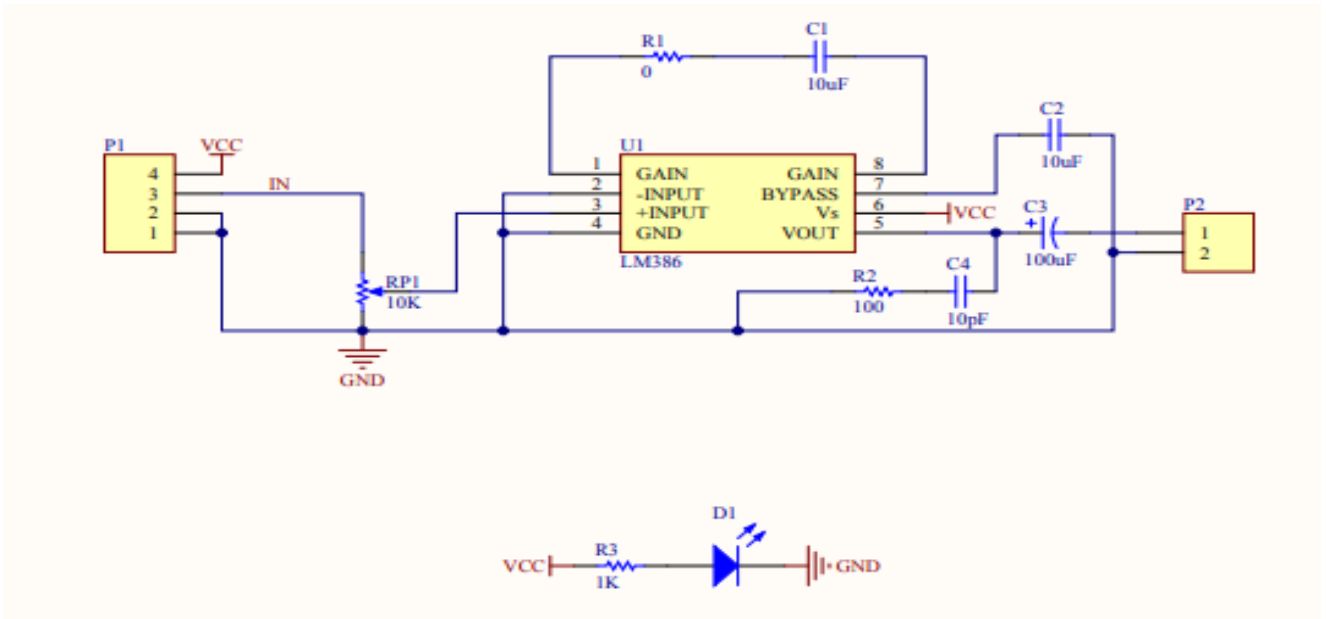 R1
0
C1
10uF
C2
10uF
P1
4
3
2
1
VCC
IN
U1
1 GAIN GAIN 8
2 -INPUT BYPASS 7
3 +INPUT Vs 6
4 GND VOUT 5
LM386
VCC
C3
+
100uF
P2
1
2
RP1
10K
R2
100
C4
10pF
GND
D1
VCC
R3
1K
GND